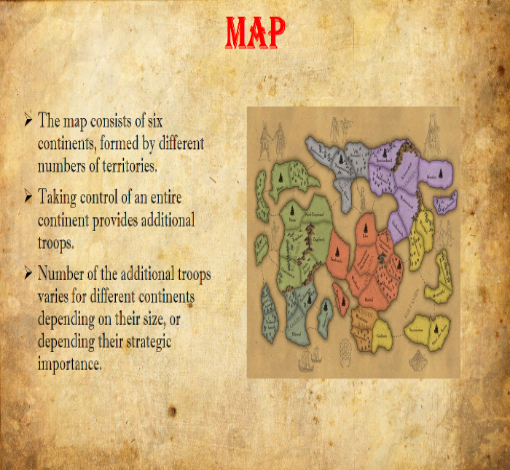 MAP
➢ The map consists of six
continents, formed by different
numbers of territories.
➢ Taking control of an entire
continent provides additional
troops.
➢ Number of the additional troops
varies for different continents
depending on their size, or
depending their strategic
importance.